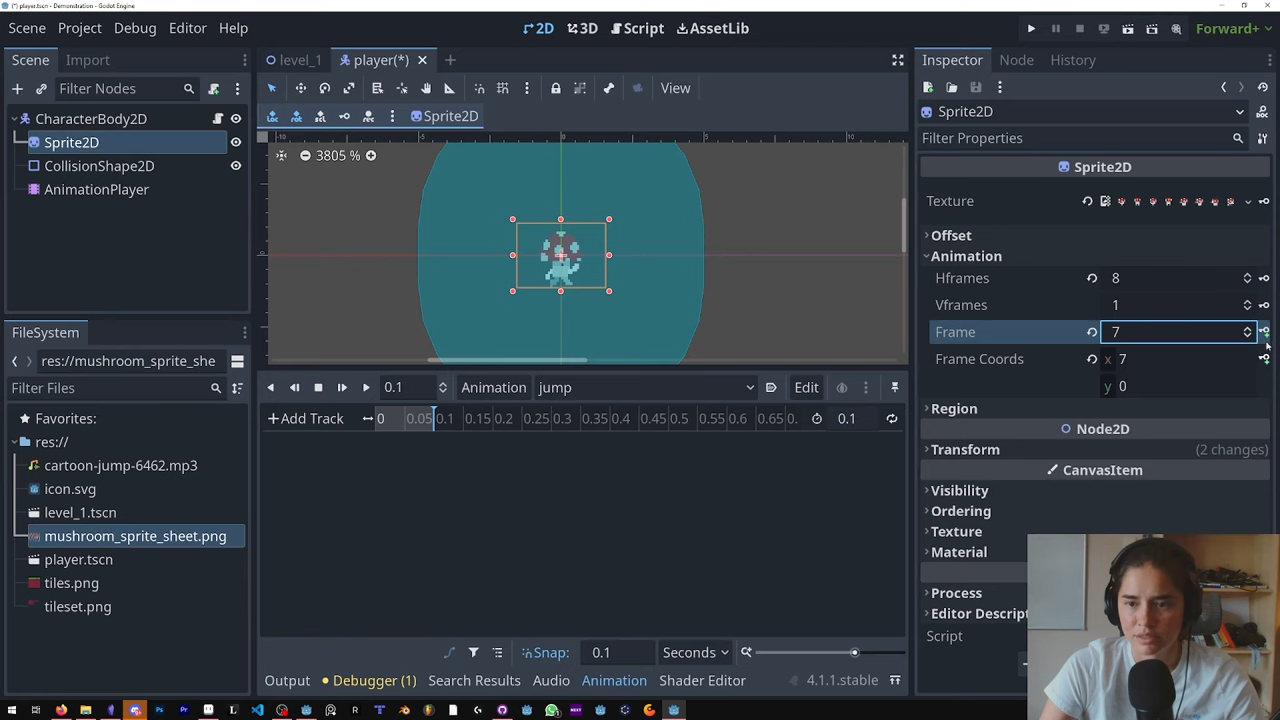 (*) player.tscn - Demonstration - Godot Engine
Scene Project Debug Editor Help
2D 3D Script AssetLib
Forward+
Scene Import
Filter Nodes
CharacterBody2D
Sprite2D
CollisionShape2D
AnimationPlayer
FileSystem
res://mushroom_sprite_she
Filter Files
Favorites:
res://
cartoon-jump-6462.mp3
icon.svg
level_1.tscn
mushroom_sprite_sheet.png
player.tscn
tiles.png
tileset.png
level_1 player(*)
View
Sprite2D
-10 -5 0 5 10
3805 %
0.1 Animation jump Edit
Add Track 0 0.05 0.1 0.15 0.2 0.25 0.3 0.35 0.4 0.45 0.5 0.55 0.6 0.65 0. 0.1
Snap: 0.1 Seconds
Output Debugger (1) Search Results Audio Animation Shader Editor 4.1.1.stable
Inspector Node History
Sprite2D
Filter Properties
Sprite2D
Texture
Offset
Animation
Hframes 8
Vframes 1
Frame 7
Frame Coords x 7
y 0
Region
Node2D
Transform (2 changes)
CanvasItem
Visibility
Ordering
Texture
Material
Process
Editor Descrip
Script